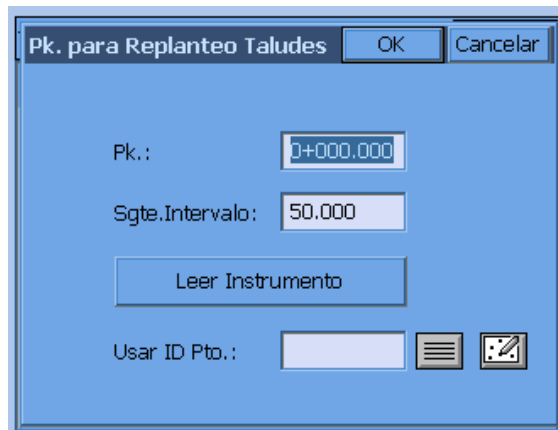 Pk. para Replanteo Taludes OK Cancelar
Pk.: 0+000.000
Sgte.Intervalo: 50.000
Leer Instrumento
Usar ID Pto.: